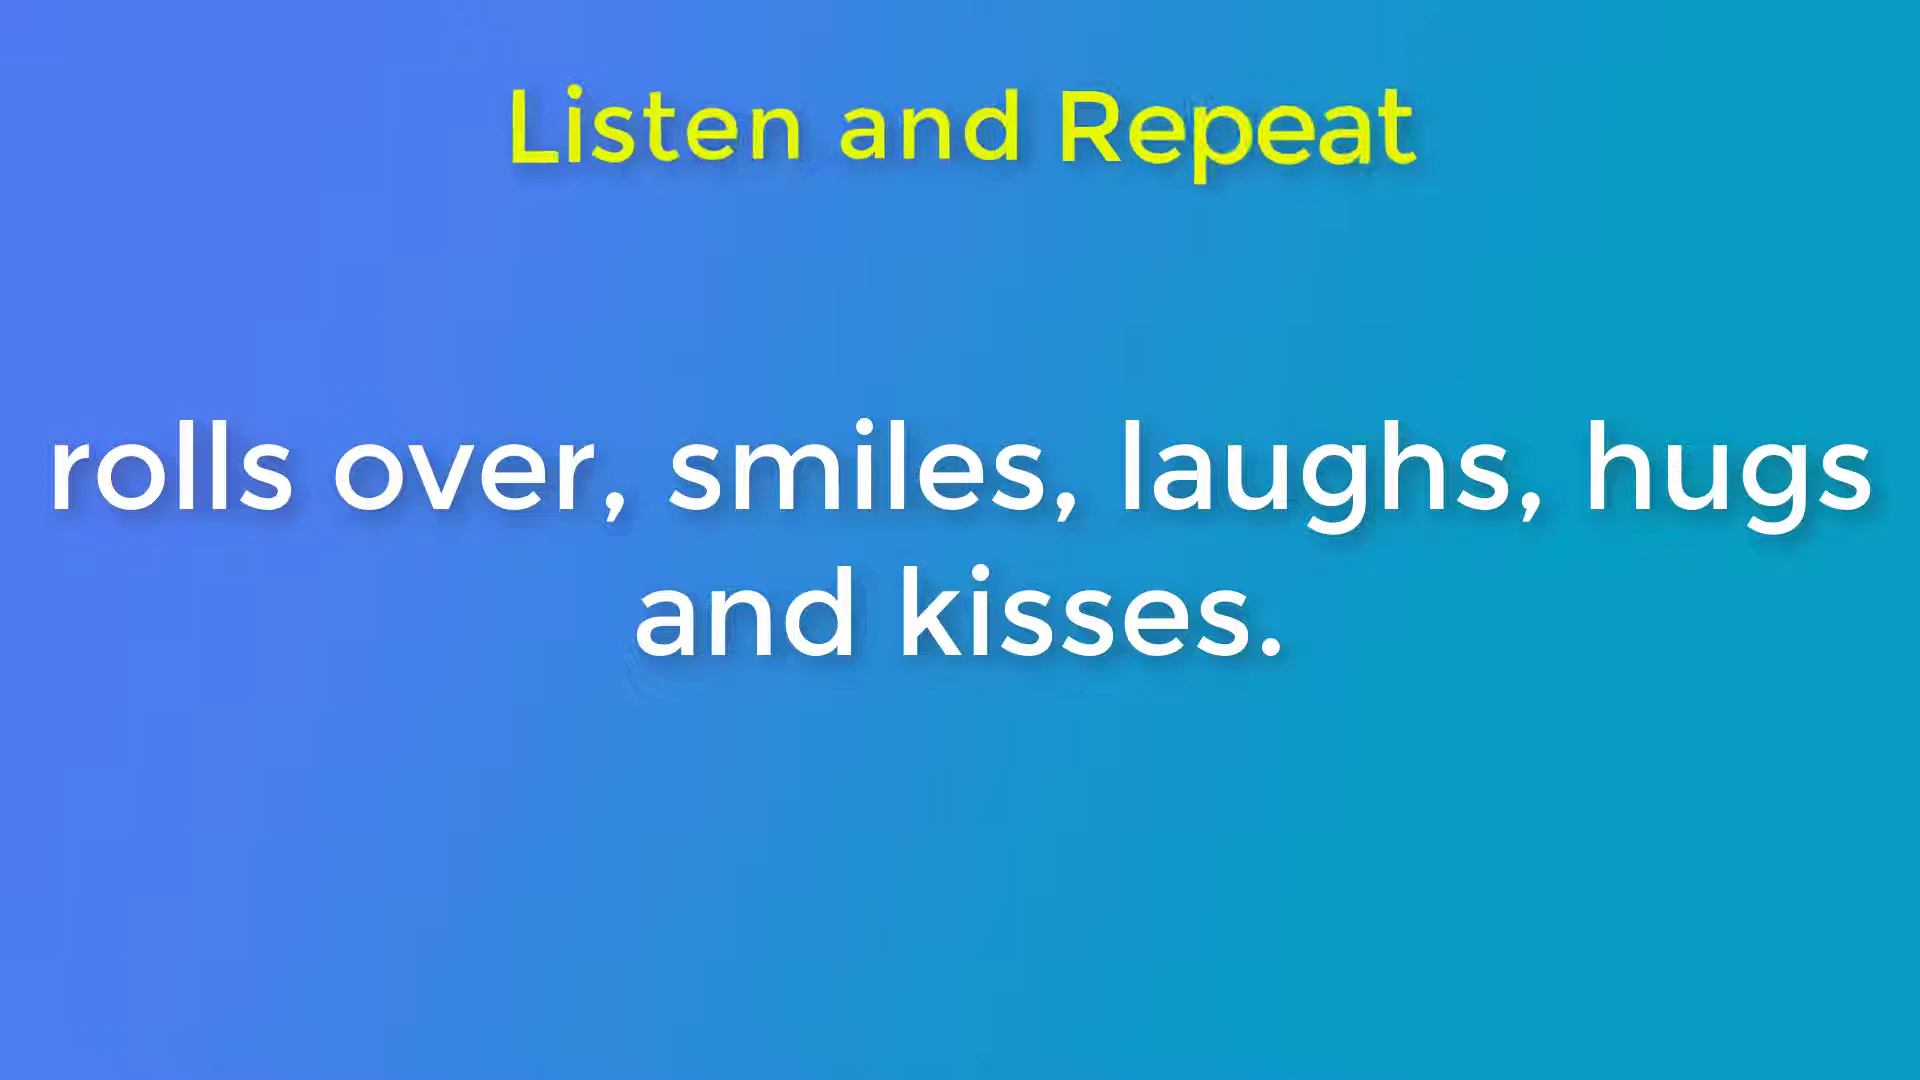 Listen and Repeat
rolls over, smiles, laughs, hugs
and kisses.